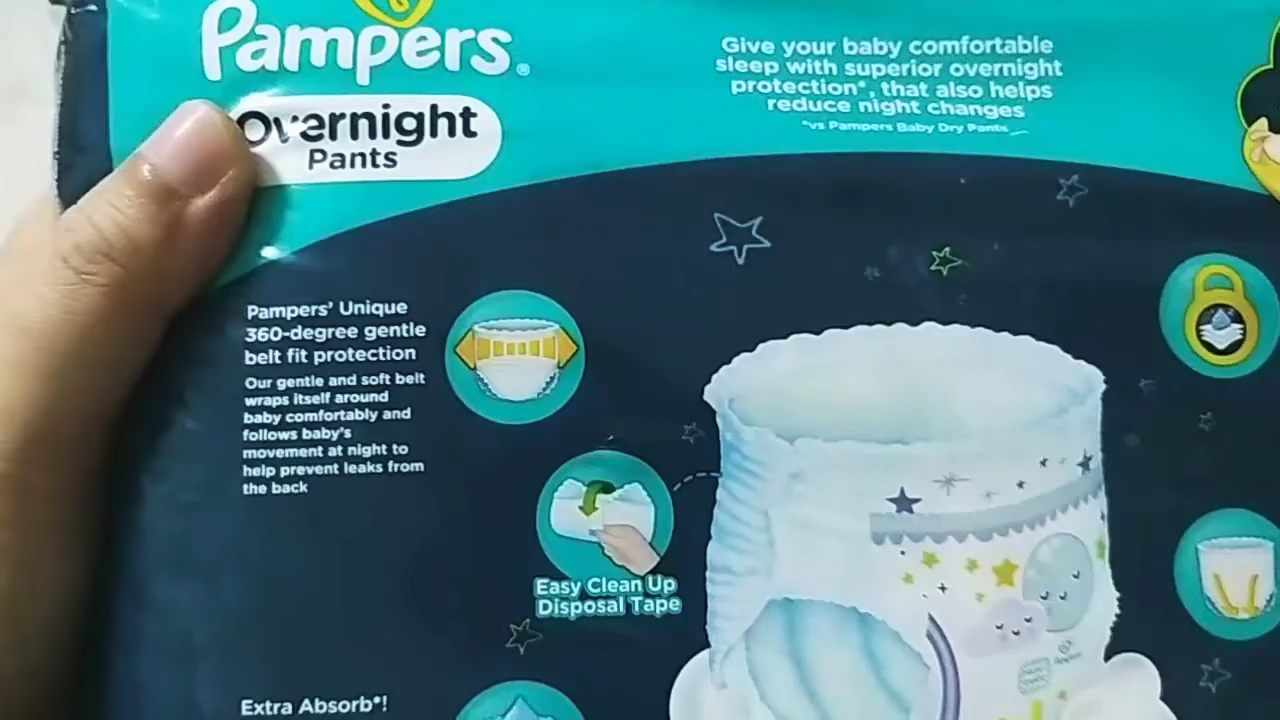 Pampers®
Overnight
Pants
Give your baby comfortable
sleep with superior overnight
protection*, that also helps
reduce night changes
*vs Pampers Baby Dry Pants
Pampers' Unique
360-degree gentle
belt fit protection
Our gentle and soft belt
wraps itself around
baby comfortably and
follows baby's
movement at night to
help prevent leaks from
the back
Easy Clean Up
Disposal Tape
Extra Absorb*!